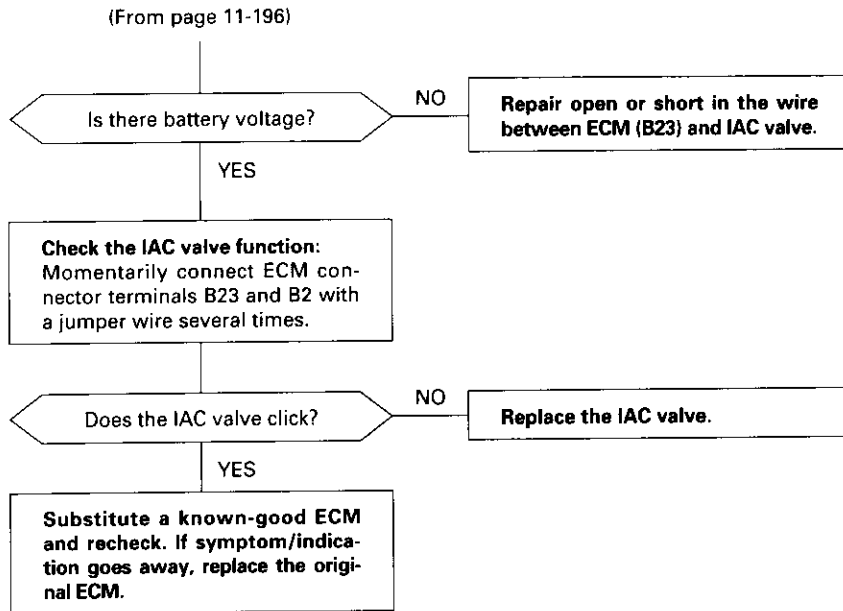 (From page 11-196)
Is there battery voltage?
NO
Repair open or short in the wire
between ECM (B23) and IAC valve.
YES
Check the IAC valve function:
Momentarily connect ECM con-
nector terminals B23 and B2 with
a jumper wire several times.
Does the IAC valve click?
NO
Replace the IAC valve.
YES
Substitute a known-good ECM
and recheck. If symptom/indica-
tion goes away, replace the origi-
nal ECM.